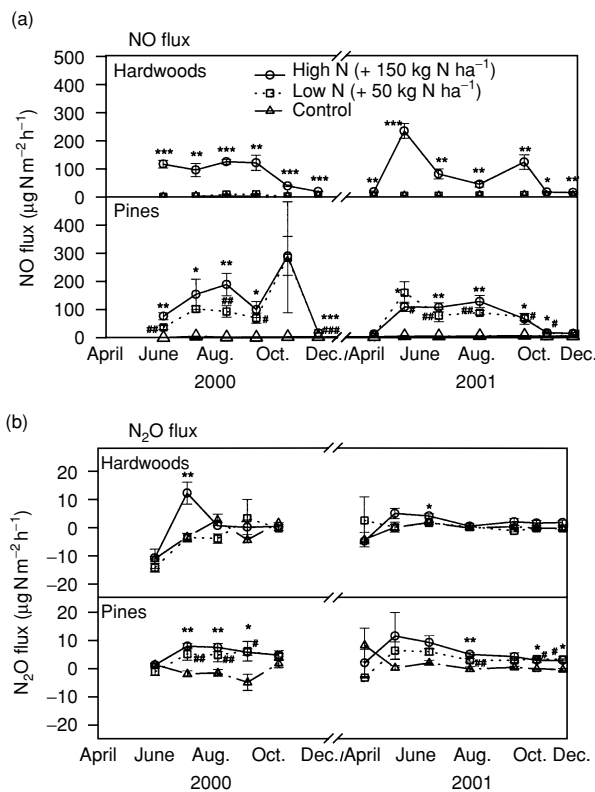 (a)
NO flux
500
Hardwoods
High N (+ 150 kg N ha⁻¹)
400
Low N (+ 50 kg N ha⁻¹)
300
Control
200
*** ** *** ** *** *** ** *** ** ** ** * **
100
0
NO flux (µg N m⁻² h⁻¹)
Pines
400
300
200
100
0
** * ** * *** * ** ** * *
## ## # ### # ## ## # #
April June Aug. Oct. Dec./April June Aug. Oct. Dec.
2000 2001
(b)
N₂O flux
20
Hardwoods
10
0
−10
−20
** *
N₂O flux (µg N m⁻² h⁻¹)
20
Pines
10
0
−10
−20
** ** * ** * *
## ## # ## # #
April June Aug. Oct. Dec./April June Aug. Oct. Dec.
2000 2001